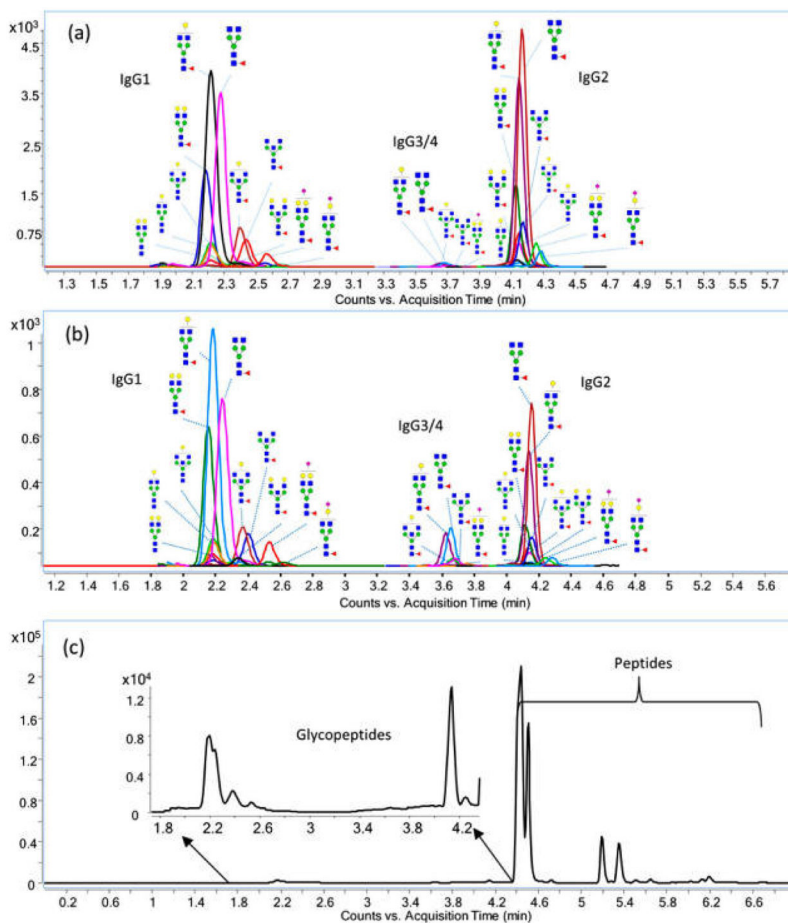 x10³
(a)
4.5
IgG1
IgG2
3.5
2.5
IgG3/4
1.5
0.75
1.3 1.5 1.7 1.9 2.1 2.3 2.5 2.7 2.9 3.1 3.3 3.5 3.7 3.9 4.1 4.3 4.5 4.7 4.9 5.1 5.3 5.5 5.7 5.8
Counts vs. Acquisition Time (min)
x10³
(b)
1
IgG1
IgG2
0.8
IgG3/4
0.6
0.4
0.2
1.2 1.4 1.6 1.8 2 2.2 2.4 2.6 2.8 3 3.2 3.4 3.6 3.8 4 4.2 4.4 4.6 4.8 5 5.2 5.4 5.6
Counts vs. Acquisition Time (min)
x10⁵
(c)
Peptides
2
x10⁴
1.2
1.6
Glycopeptides
0.8
1.2
0.4
0
0.8
1.8 2.2 2.6 3 3.4 3.8 4.2
0.4
0
0.2 0.6 1 1.4 1.8 2.2 2.6 3 3.4 3.8 4.2 4.6 5 5.4 5.8 6.2 6.6
Counts vs. Acquisition Time (min)